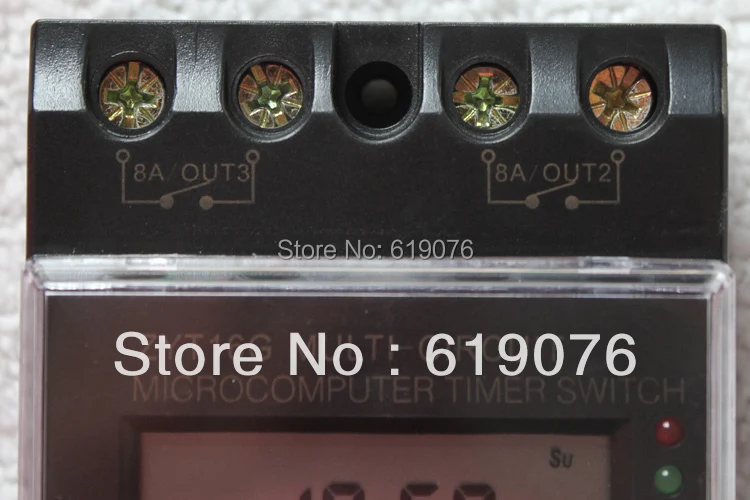 8A/OUT3 8A/OUT2
Store No: 619076
Store No : 619076
MICROCOMPUTER TIMER SWITCH
Su